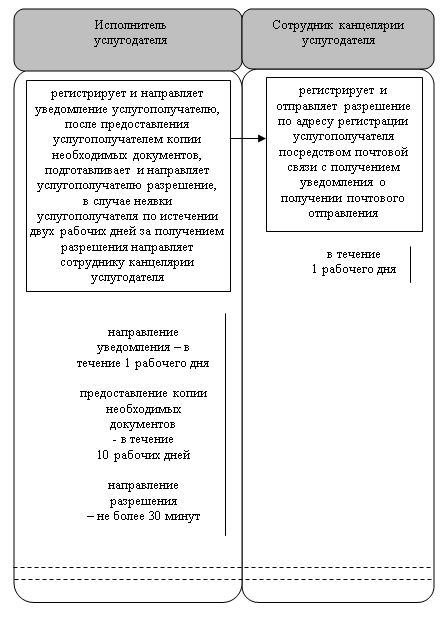 Исполнитель
услугодателя
Сотрудник канцелярии
услугодателя
регистрирует и направляет
уведомление услугополучателю,
после предоставления
услугополучателем копии
необходимых документов,
подготавливает и направляет
услугополучателю разрешение,
в случае неявки
услугополучателя по истечении
двух рабочих дней за получением
разрешения направляет
сотруднику канцелярии
услугодателя
регистрирует и
отправляет разрешение
по адресу регистрации
услугополучателя
посредством почтовой
связи с получением
уведомления о
получении почтового
отправления
в течение
1 рабочего дня
направление
уведомления – в
течение 1 рабочего дня
предоставление копии
необходимых
документов
- в течение
10 рабочих дней
направление
разрешения
– не более 30 минут